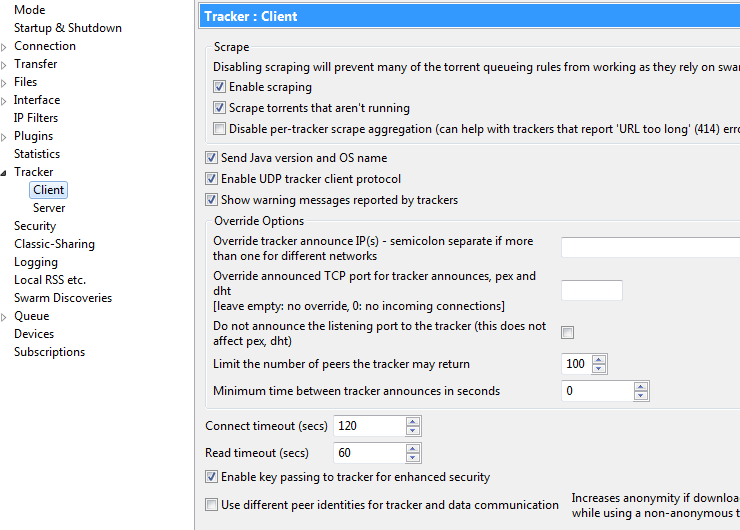 Mode
Startup & Shutdown
Connection
Transfer
Files
Interface
IP Filters
Plugins
Statistics
Tracker
Client
Server
Security
Classic-Sharing
Logging
Local RSS etc.
Swarm Discoveries
Queue
Devices
Subscriptions
Tracker : Client
Scrape
Disabling scraping will prevent many of the torrent queueing rules from working as they rely on swar
Enable scraping
Scrape torrents that aren't running
Disable per-tracker scrape aggregation (can help with trackers that report 'URL too long' (414) erro
Send Java version and OS name
Enable UDP tracker client protocol
Show warning messages reported by trackers
Override Options
Override tracker announce IP(s) - semicolon separate if more
than one for different networks
Override announced TCP port for tracker announces, pex and
dht
[leave empty: no override, 0: no incoming connections]
Do not announce the listening port to the tracker (this does not
affect pex, dht)
Limit the number of peers the tracker may return 100
Minimum time between tracker announces in seconds 0
Connect timeout (secs) 120
Read timeout (secs) 60
Enable key passing to tracker for enhanced security
Use different peer identities for tracker and data communication
Increases anonymity if downloa
while using a non-anonymous t